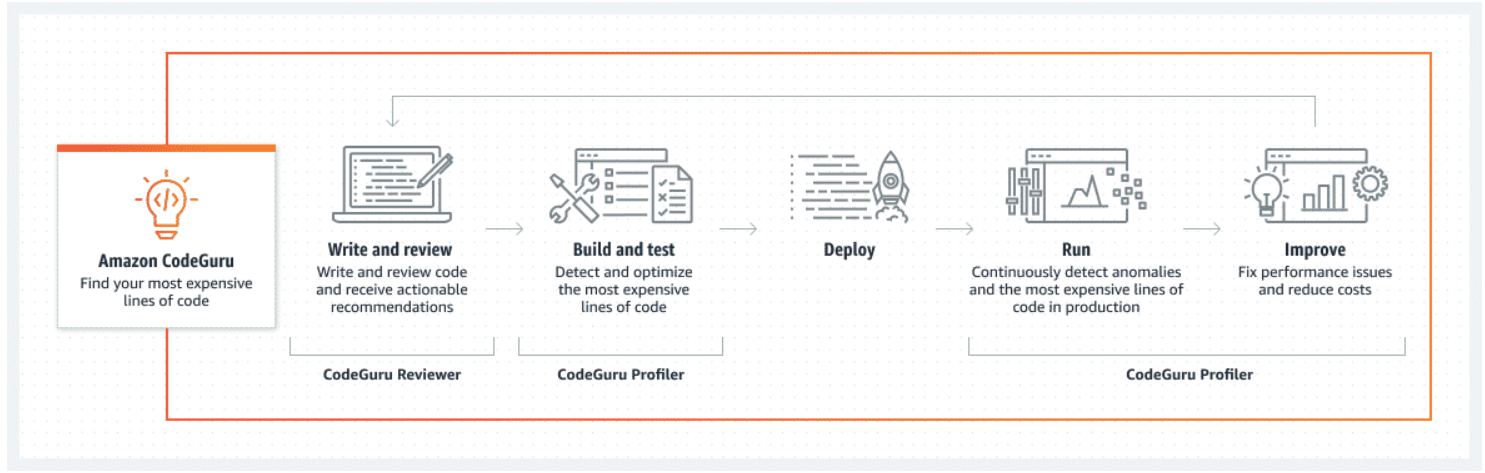 Amazon CodeGuru
Find your most expensive
lines of code
Write and review
Write and review code
and receive actionable
recommendations
CodeGuru Reviewer
Build and test
Detect and optimize
the most expensive
lines of code
CodeGuru Profiler
Deploy
Run
Continuously detect anomalies
and the most expensive lines of
code in production
Improve
Fix performance issues
and reduce costs
CodeGuru Profiler